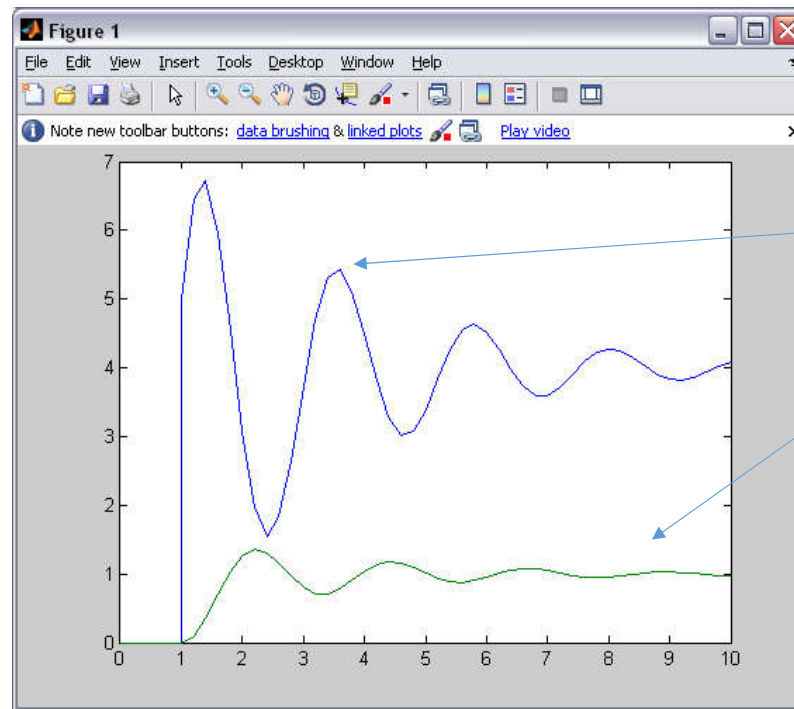 Figure 1
File Edit View Insert Tools Desktop Window Help
Note new toolbar buttons: data brushing & linked plots Play video
7
6
5
4
3
2
1
0
0 1 2 3 4 5 6 7 8 9 10